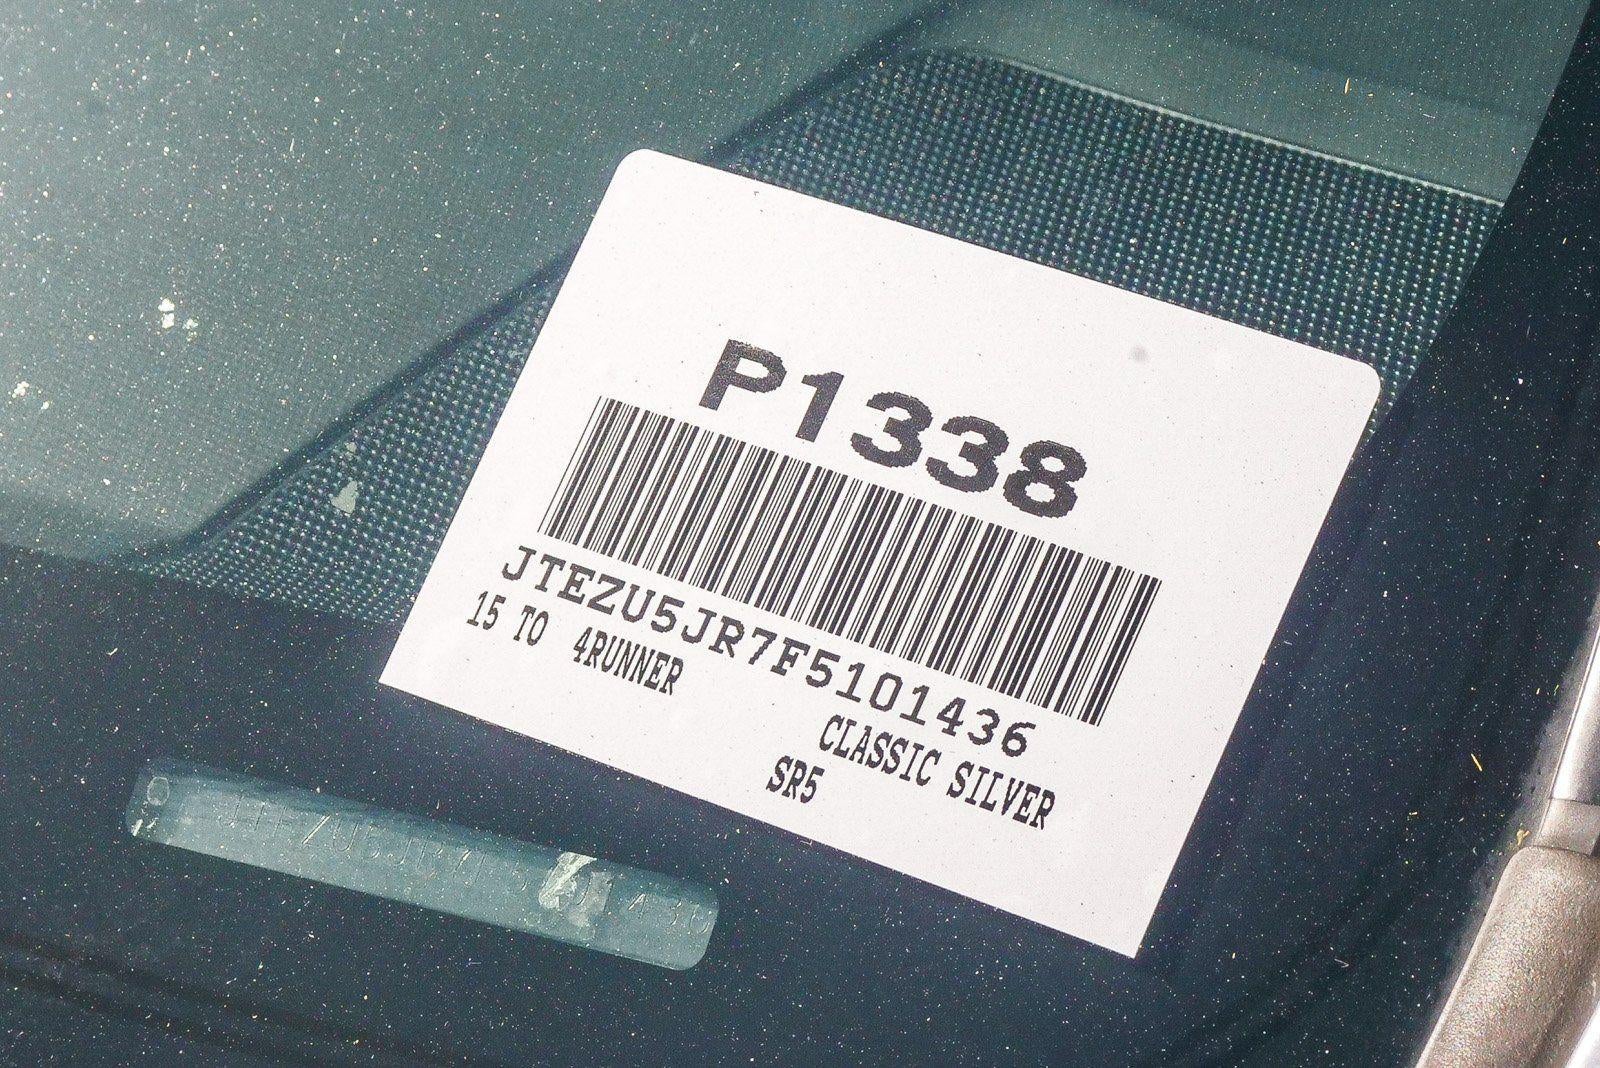 P1338
JTEZU5JR7F5101436
15 TO 4RUNNER
CLASSIC SILVER
SR5